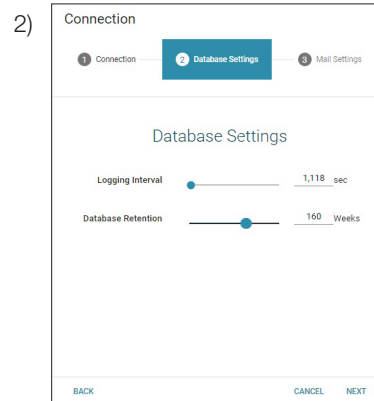 2)
Connection
1 Connection 2 Database Settings 3 Mail Settings
Database Settings
Logging Interval 1,118 sec
Database Retention 160 Weeks
BACK CANCEL NEXT